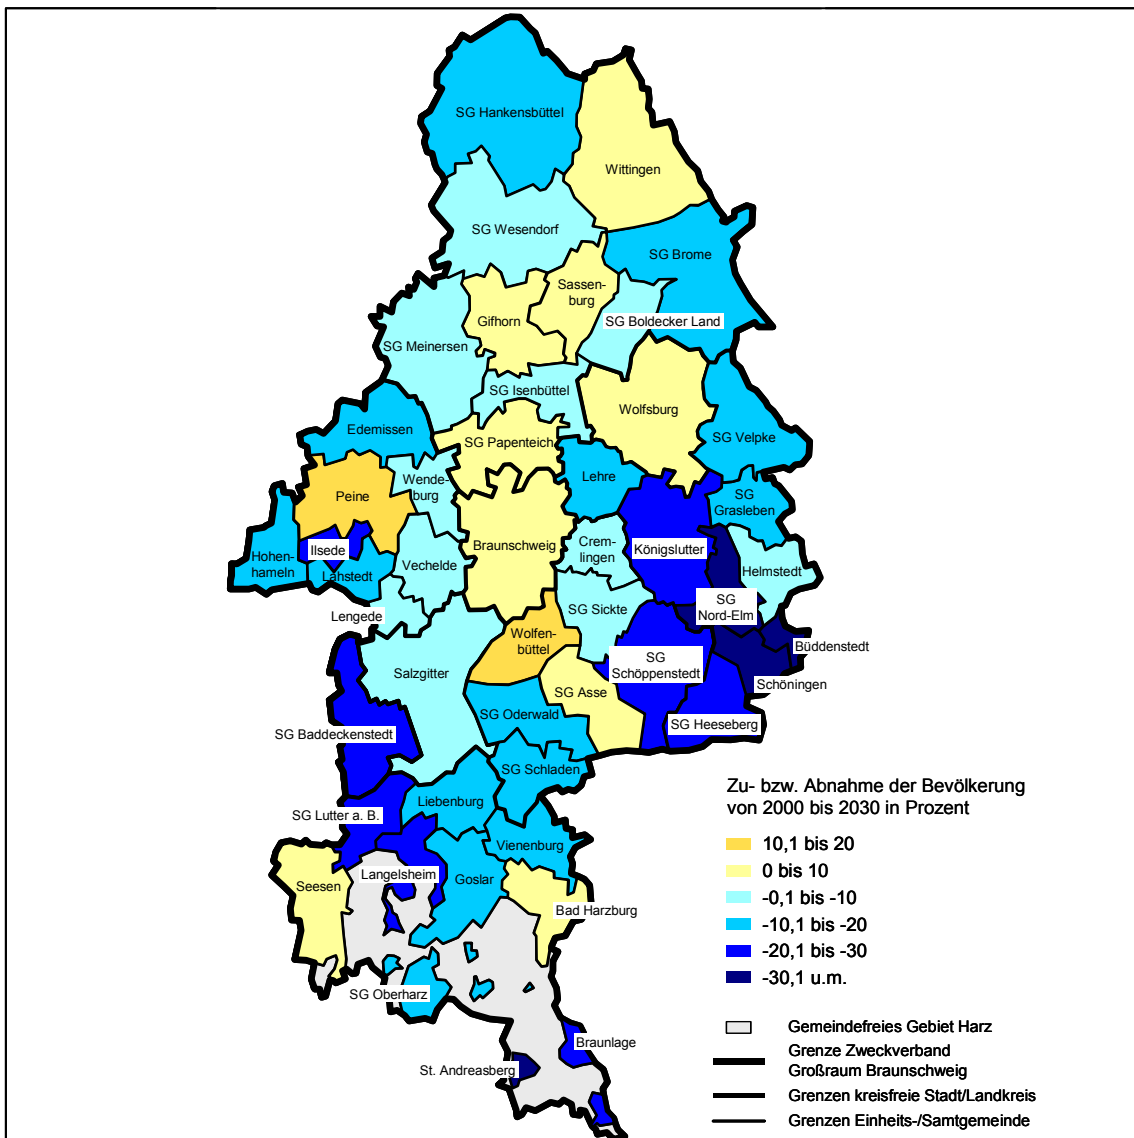 SG Hankensbüttel
Wittingen
SG Wesendorf
SG Brome
Sassen-
burg
Gifhorn
SG Boldecker Land
SG Meinersen
SG Isenbüttel
Wolfsburg
Edemissen
SG Papenteich
SG Velpke
Lehre
Wende-
burg
Peine
SG
Grasleben
Braunschweig
Crem-
lingen
Königslutter
Ilsede
Hohen-
hameln
Lahstedt
Vechelde
Helmstedt
SG
Nord-Elm
Lengede
SG Sickte
Wolfen-
büttel
Büddenstedt
SG
Schöppenstedt
Salzgitter
Schöningen
SG Asse
SG Oderwald
SG Heeseberg
SG Baddeckenstedt
SG Schladen
Liebenburg
SG Lutter a. B.
Vienenburg
Langelsheim
Goslar
Seesen
Bad Harzburg
SG Oberharz
Braunlage
St. Andreasberg
Zu- bzw. Abnahme der Bevölkerung
von 2000 bis 2030 in Prozent
10,1 bis 20
0 bis 10
-0,1 bis -10
-10,1 bis -20
-20,1 bis -30
-30,1 u.m.
Gemeindefreies Gebiet Harz
Grenze Zweckverband
Großraum Braunschweig
Grenzen kreisfreie Stadt/Landkreis
Grenzen Einheits-/Samtgemeinde